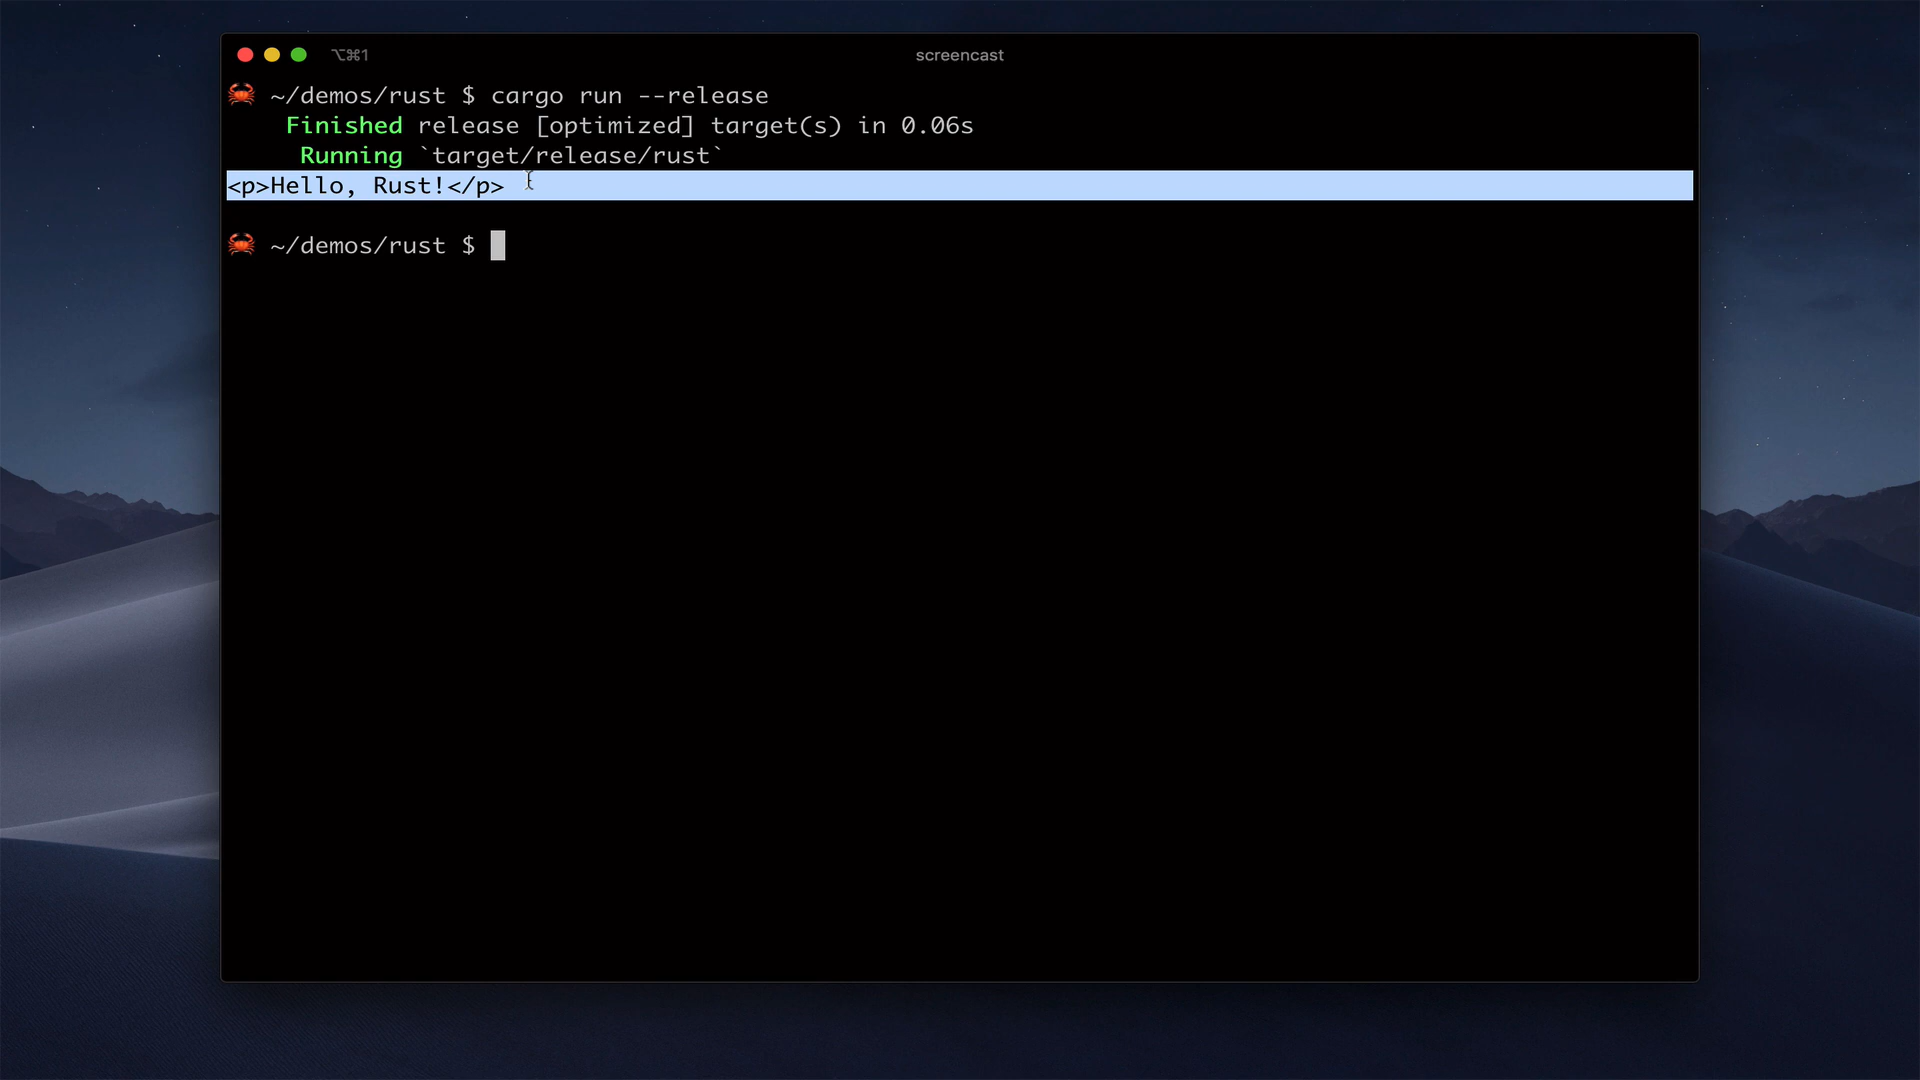 ⌥⌘1
screencast
🦀 ~/demos/rust $ cargo run --release
Finished release [optimized] target(s) in 0.06s
Running `target/release/rust`
<p>Hello, Rust!</p>
🦀 ~/demos/rust $